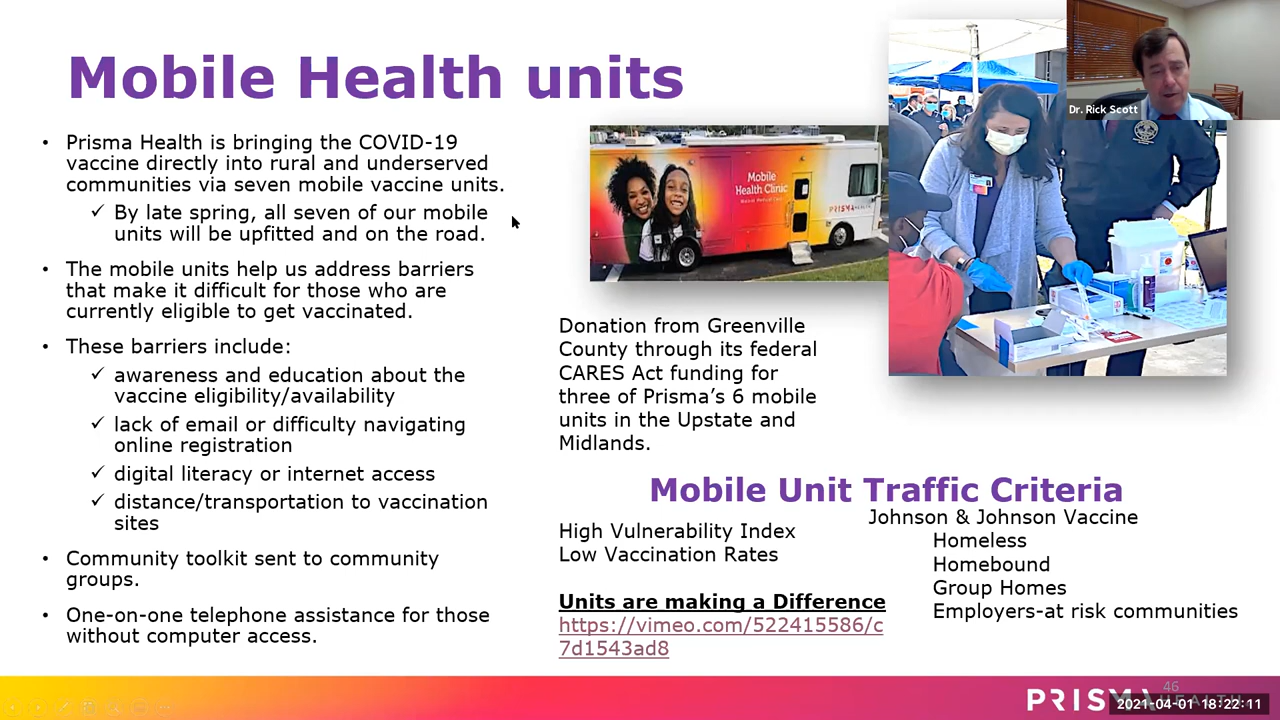 Mobile Health units
• Prisma Health is bringing the COVID-19
vaccine directly into rural and underserved
communities via seven mobile vaccine units.
✓ By late spring, all seven of our mobile
units will be upfitted and on the road.
• The mobile units help us address barriers
that make it difficult for those who are
currently eligible to get vaccinated.
• These barriers include:
✓ awareness and education about the
vaccine eligibility/availability
✓ lack of email or difficulty navigating
online registration
✓ digital literacy or internet access
✓ distance/transportation to vaccination
sites
• Community toolkit sent to community
groups.
• One-on-one telephone assistance for those
without computer access.
Mobile
Health Clinic
PRISMA
Dr. Rick Scott
Donation from Greenville
County through its federal
CARES Act funding for
three of Prisma’s 6 mobile
units in the Upstate and
Midlands.
Mobile Unit Traffic Criteria
High Vulnerability Index
Low Vaccination Rates
Johnson & Johnson Vaccine
Homeless
Homebound
Group Homes
Employers-at risk communities
Units are making a Difference
https://vimeo.com/522415586/c
7d1543ad8
46
PRISMA HEALTH
2021-04-01 18:22:11